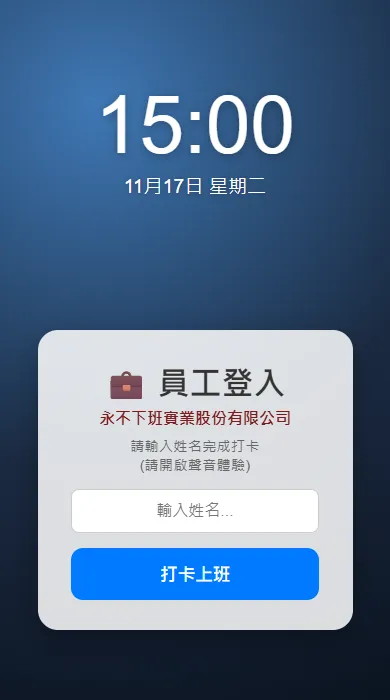 15:00
11月17日 星期二
員工登入
永不下班實業股份有限公司
請輸入姓名完成打卡
(請開啟聲音體驗)
輸入姓名...
打卡上班